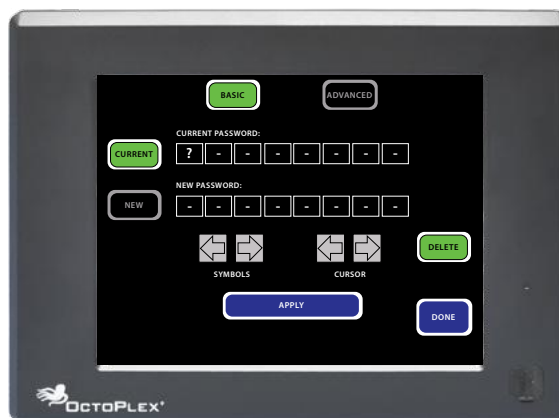 BASIC ADVANCED
CURRENT PASSWORD:
CURRENT ? - - - - - - -
NEW PASSWORD:
NEW - - - - - - - -
DELETE
SYMBOLS CURSOR
APPLY
DONE
OCTOPLEX+